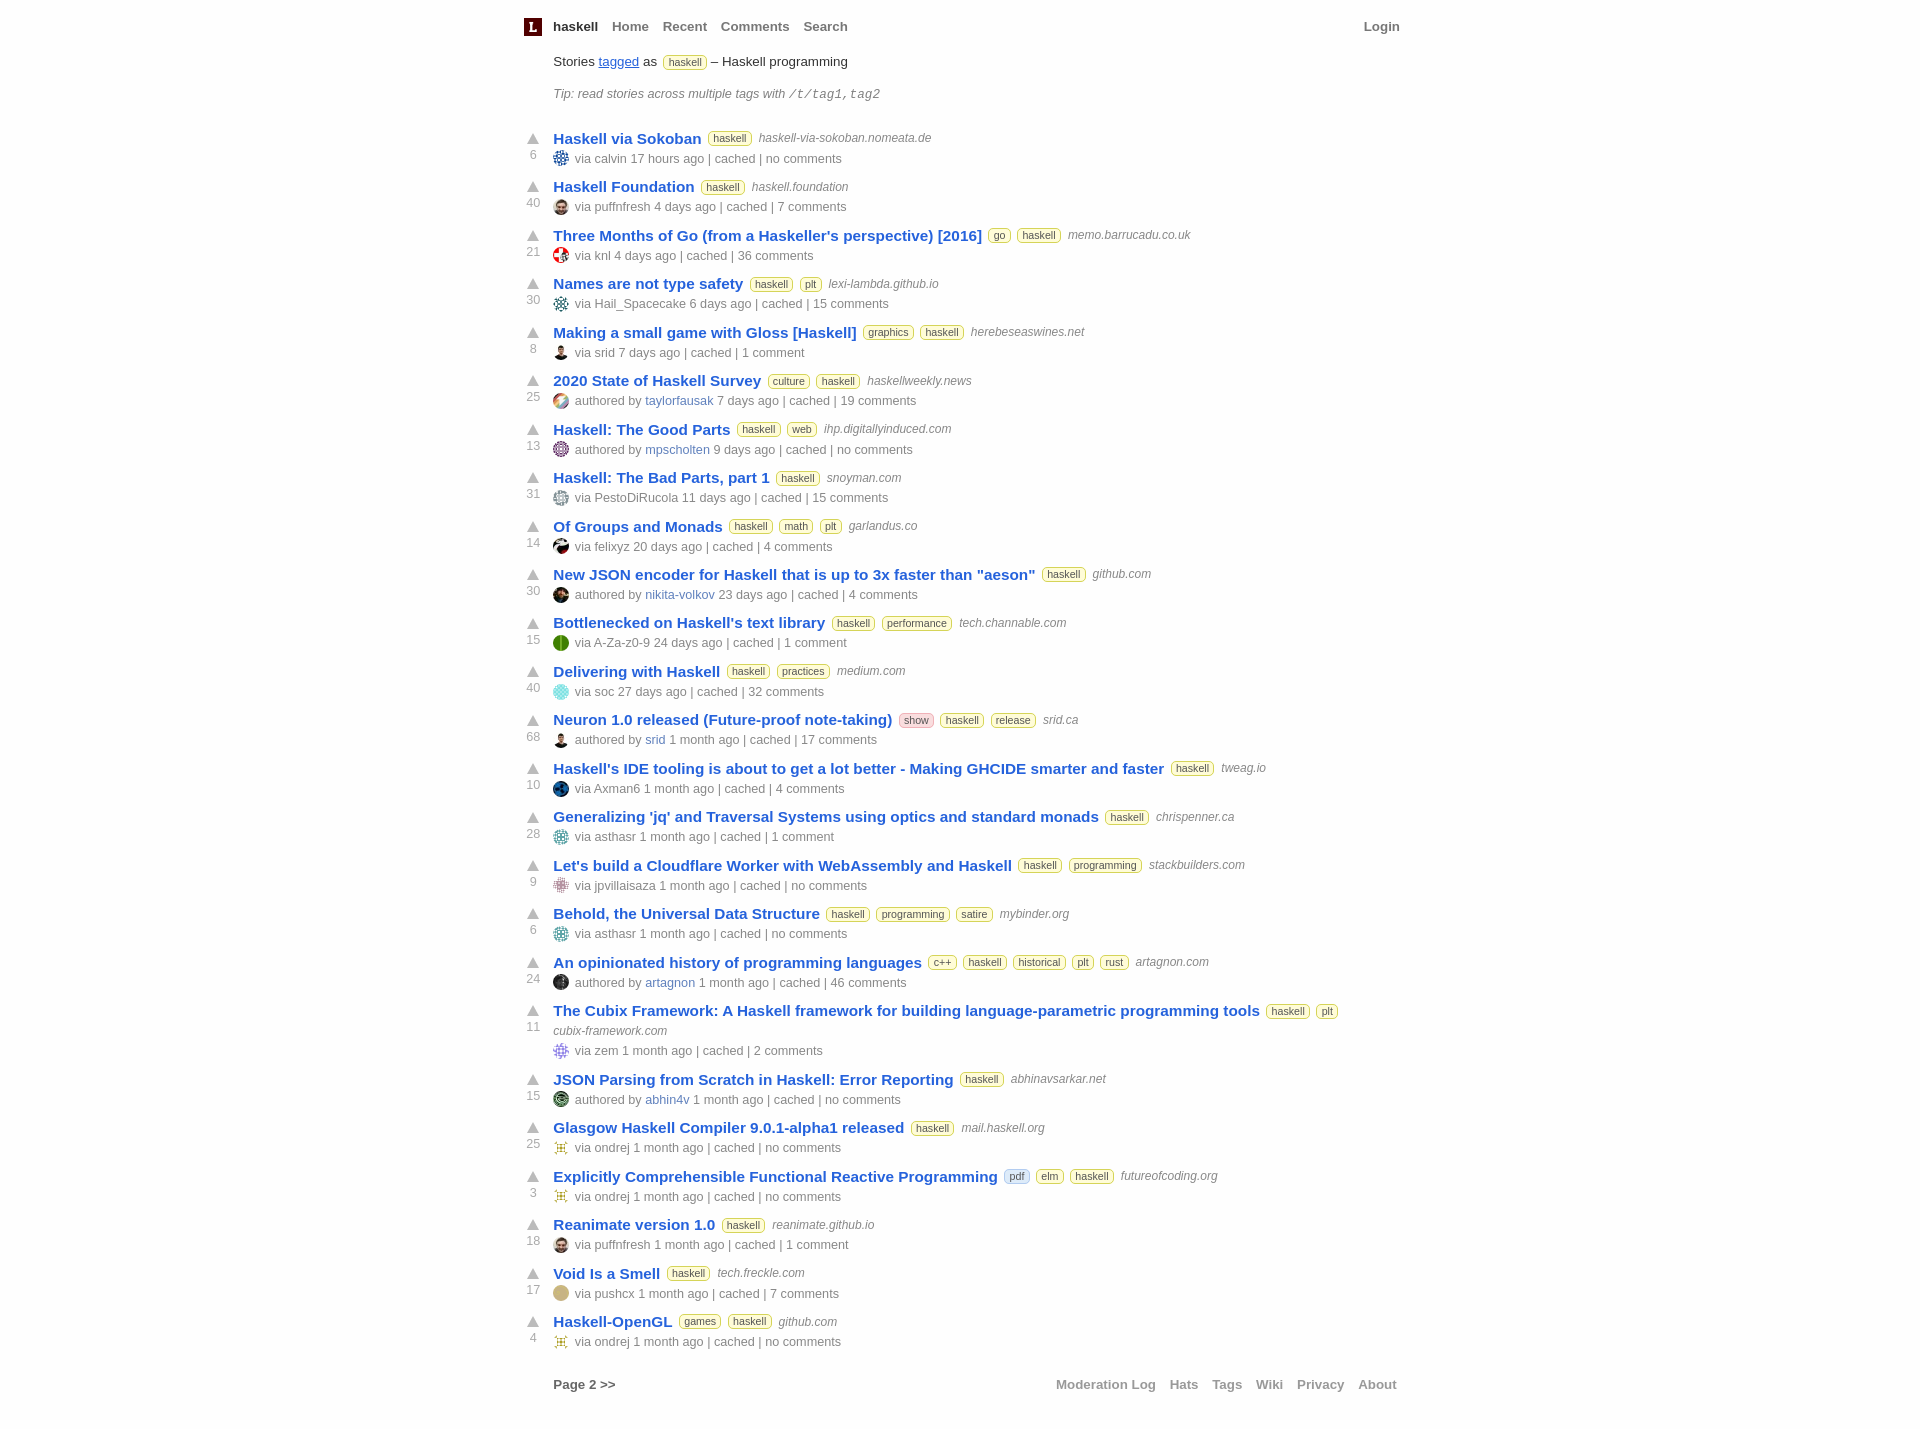 L haskell Home Recent Comments Search Login
Stories tagged as haskell – Haskell programming
Tip: read stories across multiple tags with /t/tag1,tag2
Haskell via Sokoban haskell haskell-via-sokoban.nomeata.de
6 via calvin 17 hours ago | cached | no comments
Haskell Foundation haskell haskell.foundation
40 via puffnfresh 4 days ago | cached | 7 comments
Three Months of Go (from a Haskeller's perspective) [2016] go haskell memo.barrucadu.co.uk
21 via knl 4 days ago | cached | 36 comments
Names are not type safety haskell plt lexi-lambda.github.io
30 via Hail_Spacecake 6 days ago | cached | 15 comments
Making a small game with Gloss [Haskell] graphics haskell herebeseaswines.net
8 via srid 7 days ago | cached | 1 comment
2020 State of Haskell Survey culture haskell haskellweekly.news
25 authored by taylorfausak 7 days ago | cached | 19 comments
Haskell: The Good Parts haskell web ihp.digitallyinduced.com
13 authored by mpscholten 9 days ago | cached | no comments
Haskell: The Bad Parts, part 1 haskell snoyman.com
31 via PestoDiRucola 11 days ago | cached | 15 comments
Of Groups and Monads haskell math plt garlandus.co
14 via felixyz 20 days ago | cached | 4 comments
New JSON encoder for Haskell that is up to 3x faster than "aeson" haskell github.com
30 authored by nikita-volkov 23 days ago | cached | 4 comments
Bottlenecked on Haskell's text library haskell performance tech.channable.com
15 via A-Za-z0-9 24 days ago | cached | 1 comment
Delivering with Haskell haskell practices medium.com
40 via soc 27 days ago | cached | 32 comments
Neuron 1.0 released (Future-proof note-taking) show haskell release srid.ca
68 authored by srid 1 month ago | cached | 17 comments
Haskell's IDE tooling is about to get a lot better - Making GHCIDE smarter and faster haskell tweag.io
10 via Axman6 1 month ago | cached | 4 comments
Generalizing 'jq' and Traversal Systems using optics and standard monads haskell chrispenner.ca
28 via asthasr 1 month ago | cached | 1 comment
Let's build a Cloudflare Worker with WebAssembly and Haskell haskell programming stackbuilders.com
9 via jpvillaisaza 1 month ago | cached | no comments
Behold, the Universal Data Structure haskell programming satire mybinder.org
6 via asthasr 1 month ago | cached | no comments
An opinionated history of programming languages c++ haskell historical plt rust artagnon.com
24 authored by artagnon 1 month ago | cached | 46 comments
The Cubix Framework: A Haskell framework for building language-parametric programming tools haskell plt
11 cubix-framework.com
via zem 1 month ago | cached | 2 comments
JSON Parsing from Scratch in Haskell: Error Reporting haskell abhinavsarkar.net
15 authored by abhin4v 1 month ago | cached | no comments
Glasgow Haskell Compiler 9.0.1-alpha1 released haskell mail.haskell.org
25 via ondrej 1 month ago | cached | no comments
Explicitly Comprehensible Functional Reactive Programming pdf elm haskell futureofcoding.org
3 via ondrej 1 month ago | cached | no comments
Reanimate version 1.0 haskell reanimate.github.io
18 via puffnfresh 1 month ago | cached | 1 comment
Void Is a Smell haskell tech.freckle.com
17 via pushcx 1 month ago | cached | 7 comments
Haskell-OpenGL games haskell github.com
4 via ondrej 1 month ago | cached | no comments
Page 2 >> Moderation Log Hats Tags Wiki Privacy About